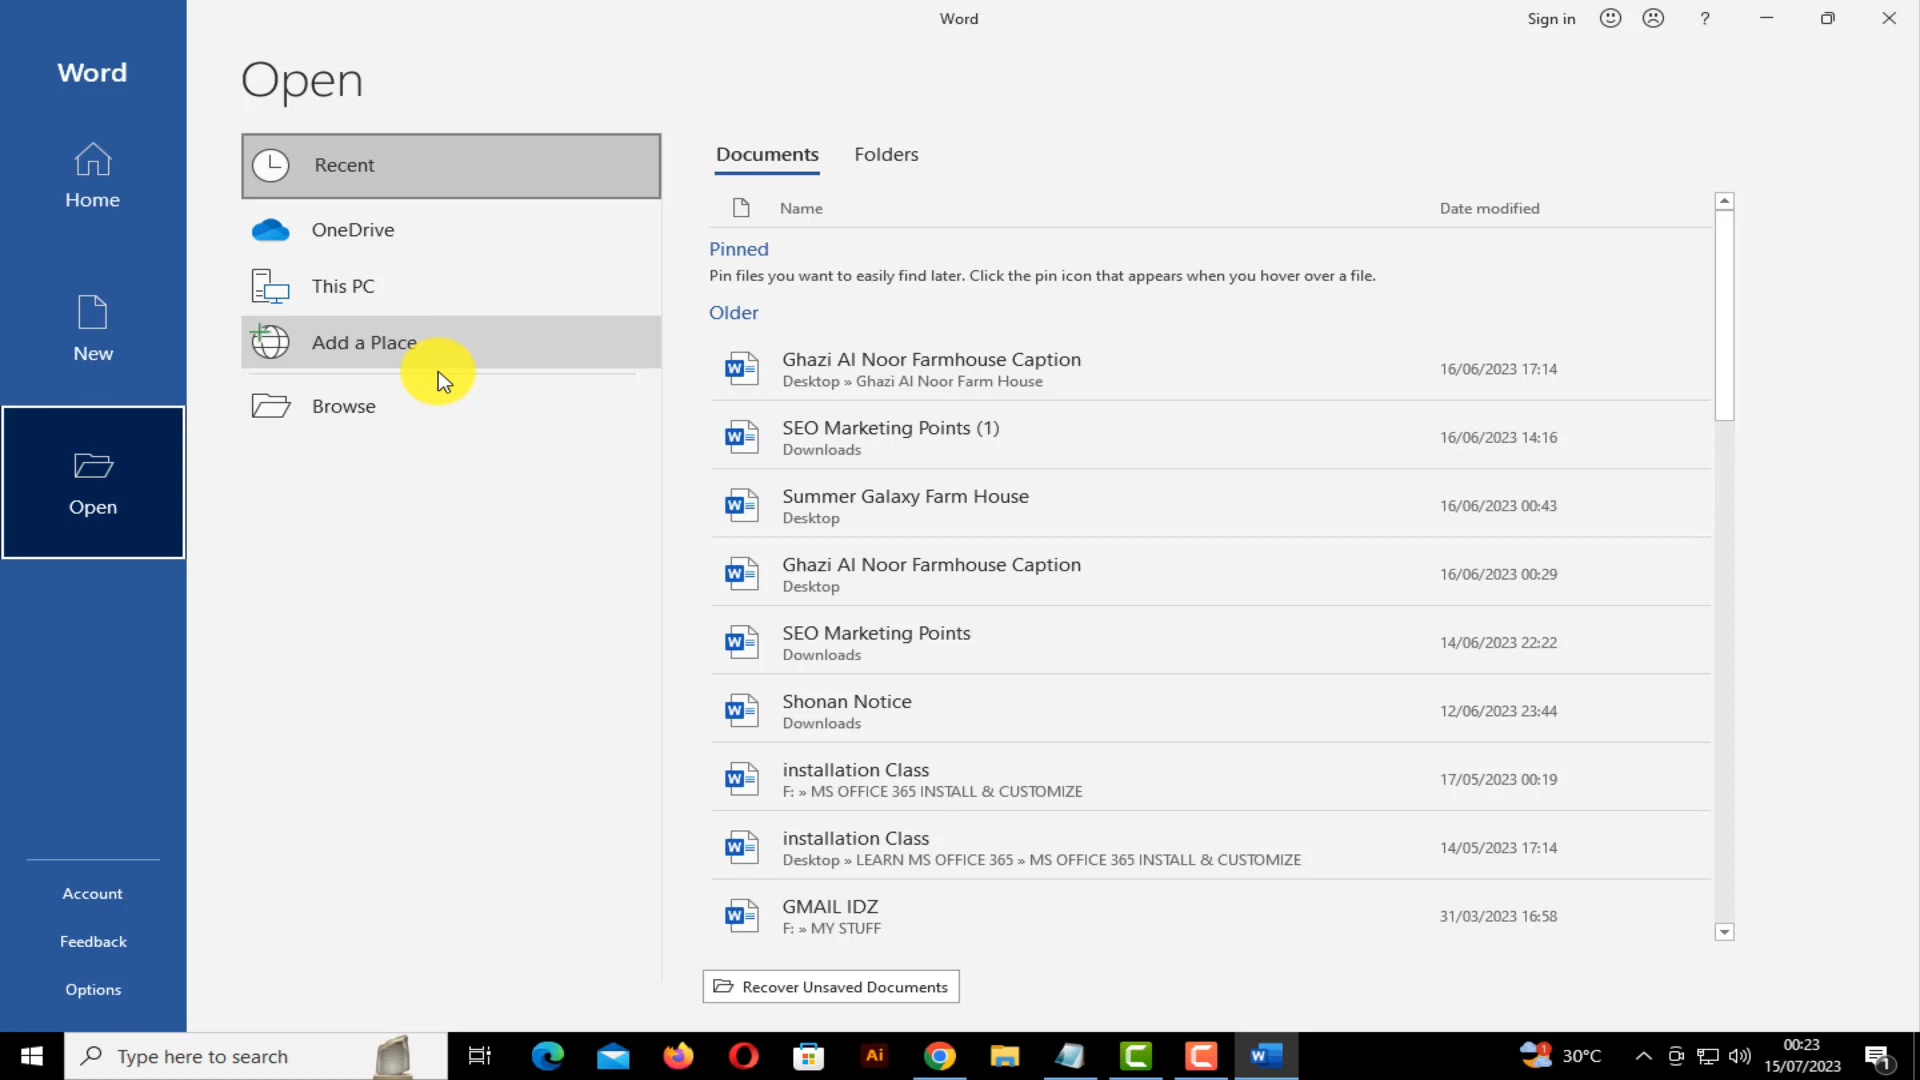 Word
Sign in
?
Word
Home
New
Open
Account
Feedback
Options
Open
Recent
OneDrive
This PC
Add a Place
Browse
Documents Folders
Name Date modified
Pinned
Pin files you want to easily find later. Click the pin icon that appears when you hover over a file.
Older
Ghazi Al Noor Farmhouse Caption
Desktop » Ghazi Al Noor Farm House
16/06/2023 17:14
SEO Marketing Points (1)
Downloads
16/06/2023 14:16
Summer Galaxy Farm House
Desktop
16/06/2023 00:43
Ghazi Al Noor Farmhouse Caption
Desktop
16/06/2023 00:29
SEO Marketing Points
Downloads
14/06/2023 22:22
Shonan Notice
Downloads
12/06/2023 23:44
installation Class
F: » MS OFFICE 365 INSTALL & CUSTOMIZE
17/05/2023 00:19
installation Class
Desktop » LEARN MS OFFICE 365 » MS OFFICE 365 INSTALL & CUSTOMIZE
14/05/2023 17:14
GMAIL IDZ
F: » MY STUFF
31/03/2023 16:58
Recover Unsaved Documents
Type here to search
Ai
W
1
30°C
00:23
15/07/2023
1